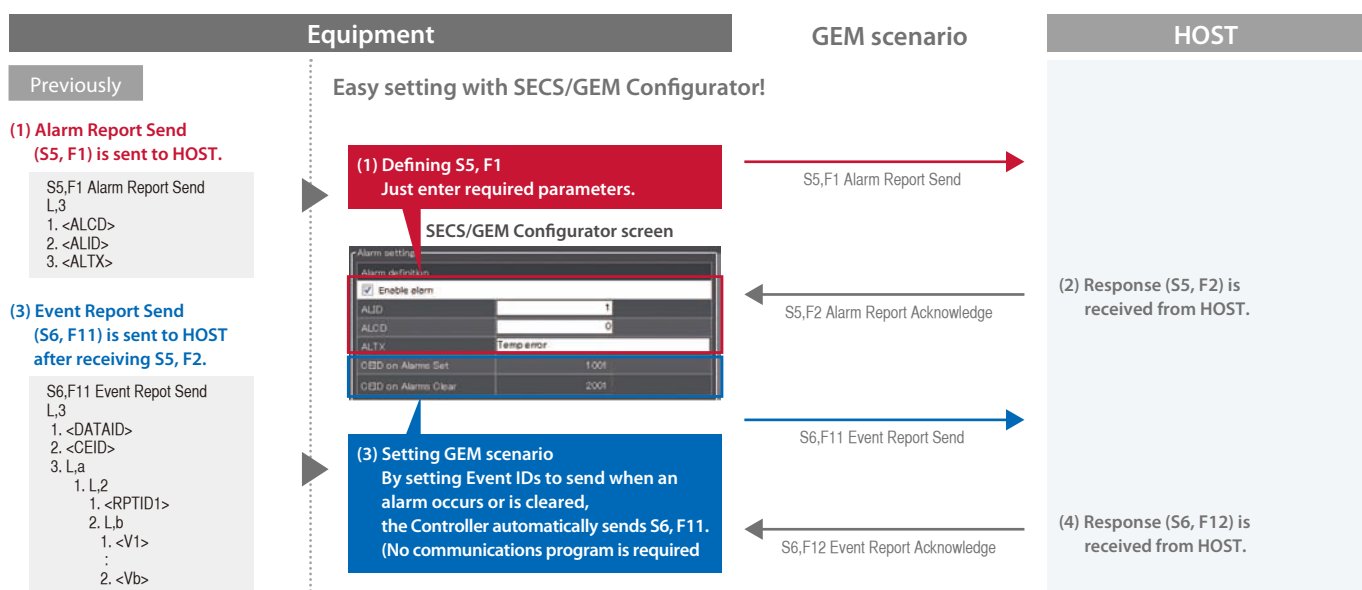 Equipment
GEM scenario
HOST
Previously
Easy setting with SECS/GEM Configurator!
(1) Alarm Report Send
(S5, F1) is sent to HOST.
S5,F1 Alarm Report Send
L,3
1. <ALCD>
2. <ALID>
3. <ALTX>
(3) Event Report Send
(S6, F11) is sent to HOST
after receiving S5, F2.
S6,F11 Event Repot Send
L,3
1. <DATAID>
2. <CEID>
3. L,a
1. L,2
1. <RPTID1>
2. L,b
1. <V1>
:
2. <Vb>
(1) Defining S5, F1
Just enter required parameters.
SECS/GEM Configurator screen
Alarm setting
Alarm definition
Enable alarm
ALID 1
ALCD 0
ALTX Temp error
CEID on Alarms Set 1001
CEID on Alarms Clear 2001
(3) Setting GEM scenario
By setting Event IDs to send when an
alarm occurs or is cleared,
the Controller automatically sends S6, F11.
(No communications program is required
S5,F1 Alarm Report Send
S5,F2 Alarm Report Acknowledge
S6,F11 Event Report Send
S6,F12 Event Report Acknowledge
(2) Response (S5, F2) is
received from HOST.
(4) Response (S6, F12) is
received from HOST.